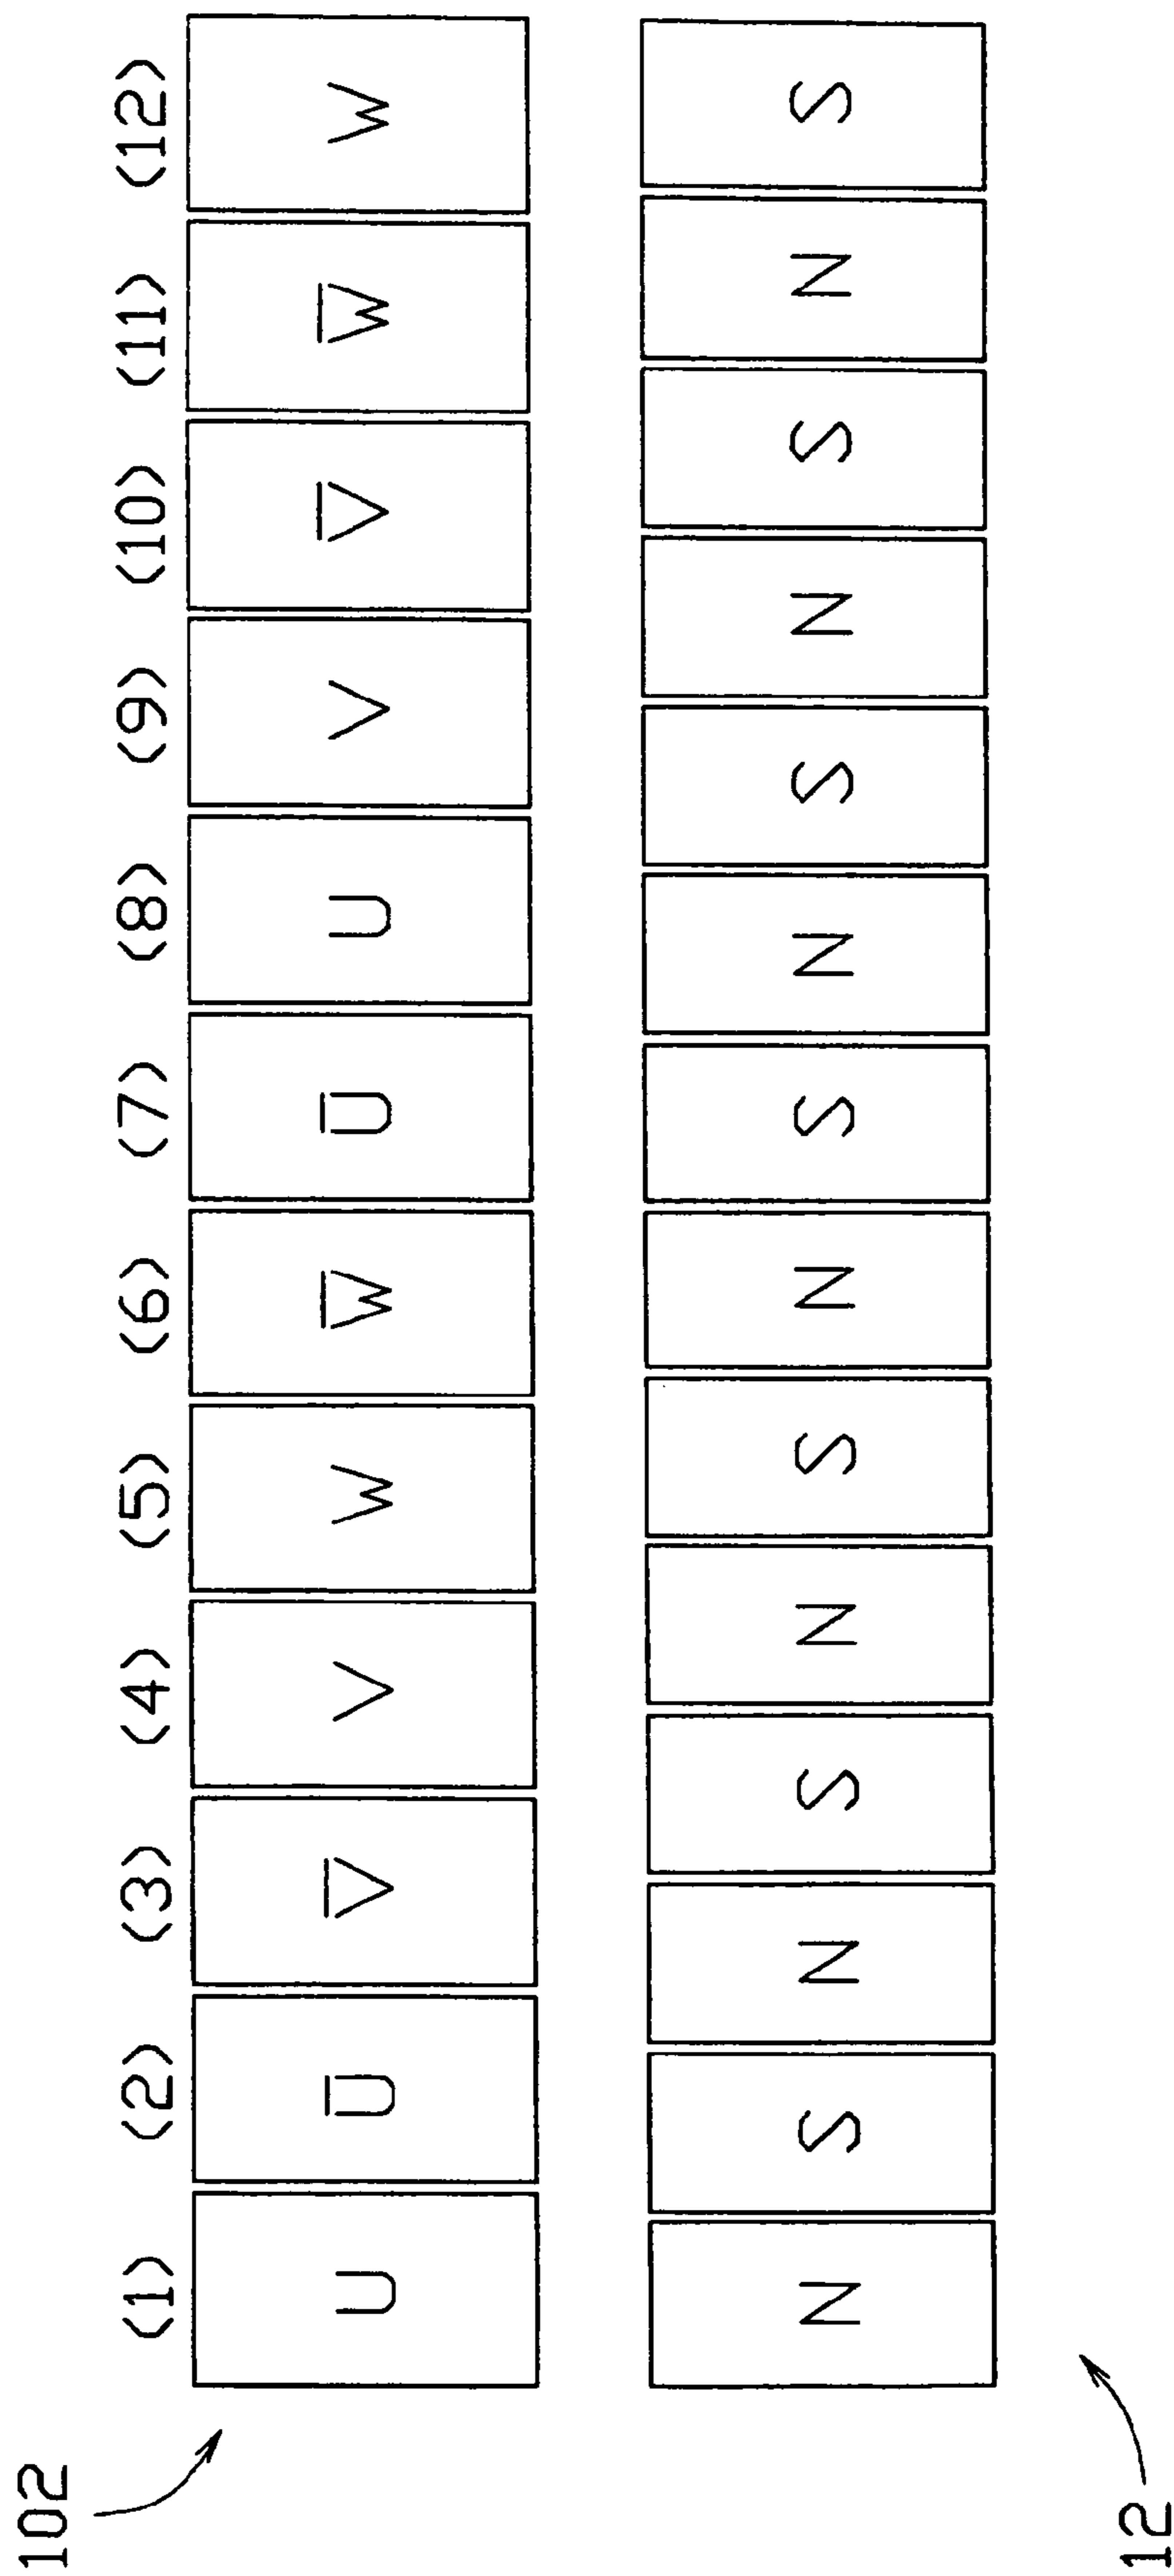 (1) (2) (3) (4) (5) (6) (7) (8) (9) (10) (11) (12)
102
U U̅ V̅ V W W̅ U̅ U V V̅ W̅ W
N S N S N S N S N S N S N S
12